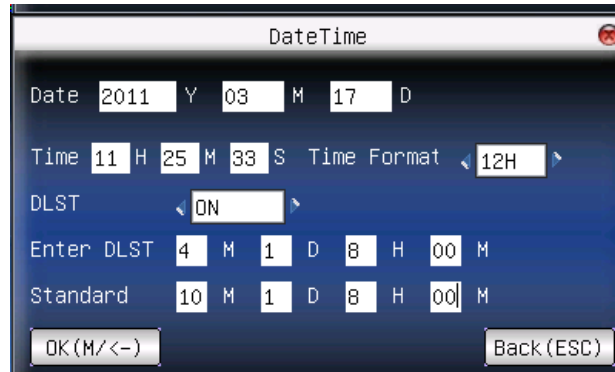 DateTime
Date 2011 Y 03 M 17 D
Time 11 H 25 M 33 S Time Format 12H
DLST ON
Enter DLST 4 M 1 D 8 H 00 M
Standard 10 M 1 D 8 H 00 M
OK(M/<-) Back(ESC)